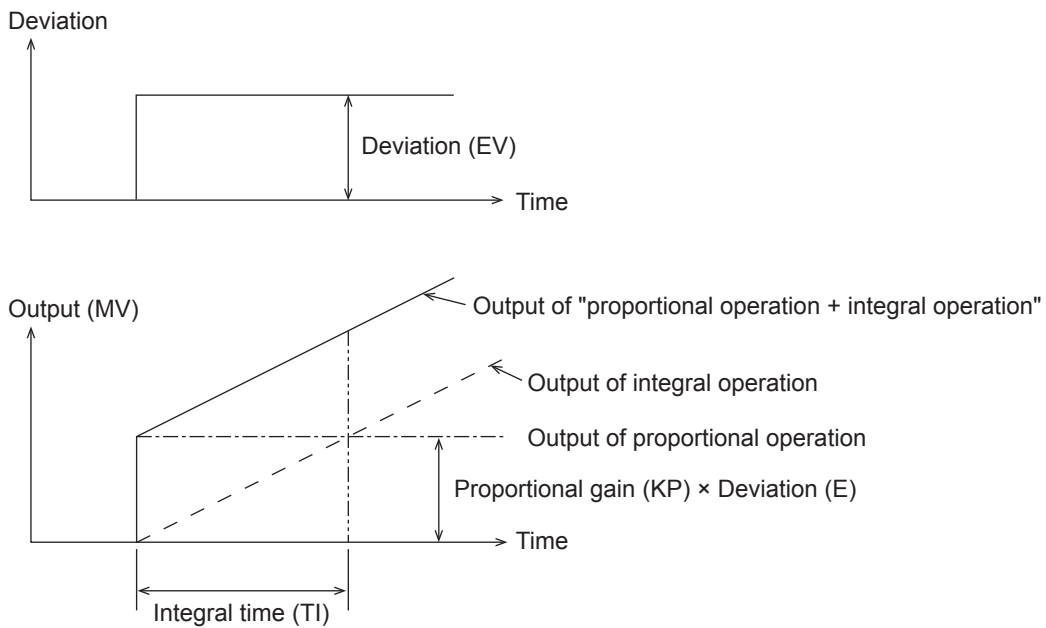 Deviation
Deviation (EV)
Time
Output (MV)
Output of "proportional operation + integral operation"
Output of integral operation
Output of proportional operation
Proportional gain (KP) × Deviation (E)
Time
Integral time (TI)